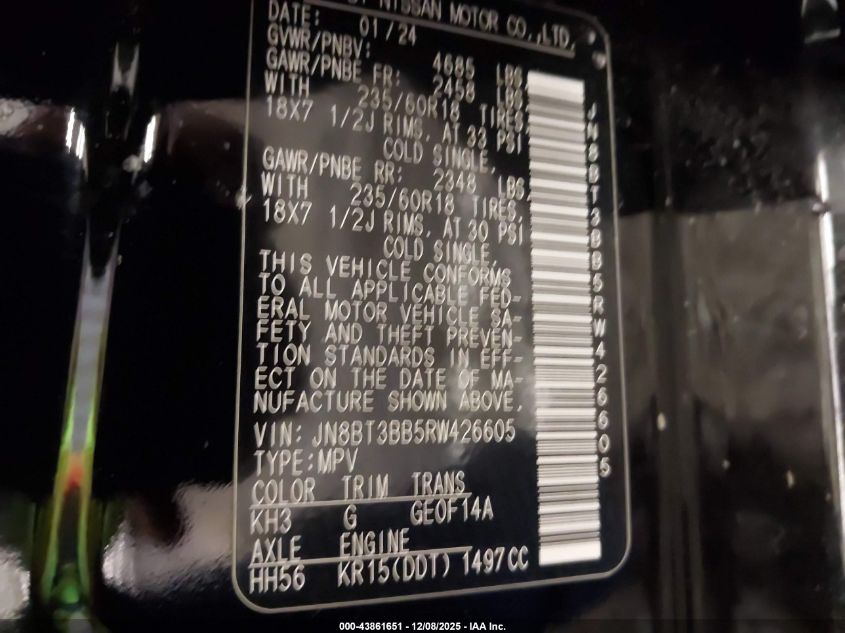 NISSAN MOTOR CO.,LTD.
DATE: 01/24
GVWR/PNBV: 4685 LBS
GAWR/PNBE FR: 2458 LBS
WITH 235/60R18 TIRES,
18X7 1/2J RIMS, AT 33 PSI
COLD SINGLE,
GAWR/PNBE RR: 2348 LBS,
WITH 235/60R18 TIRES,
18X7 1/2J RIMS, AT 30 PSI
COLD SINGLE,
THIS VEHICLE CONFORMS
TO ALL APPLICABLE FED-
ERAL MOTOR VEHICLE SA-
FETY AND THEFT PREVEN-
TION STANDARDS IN EFF-
ECT ON THE DATE OF MA-
NUFACTURE SHOWN ABOVE.
VIN: JN8BT3BB5RW426605
TYPE:MPV
COLOR TRIM TRANS
KH3 G GE0F14A
AXLE ENGINE
HH56 KR15(DDT) 1497CC
JN8BT3BB5RW426605
000-43861651 - 12/08/2025 - IAA Inc.